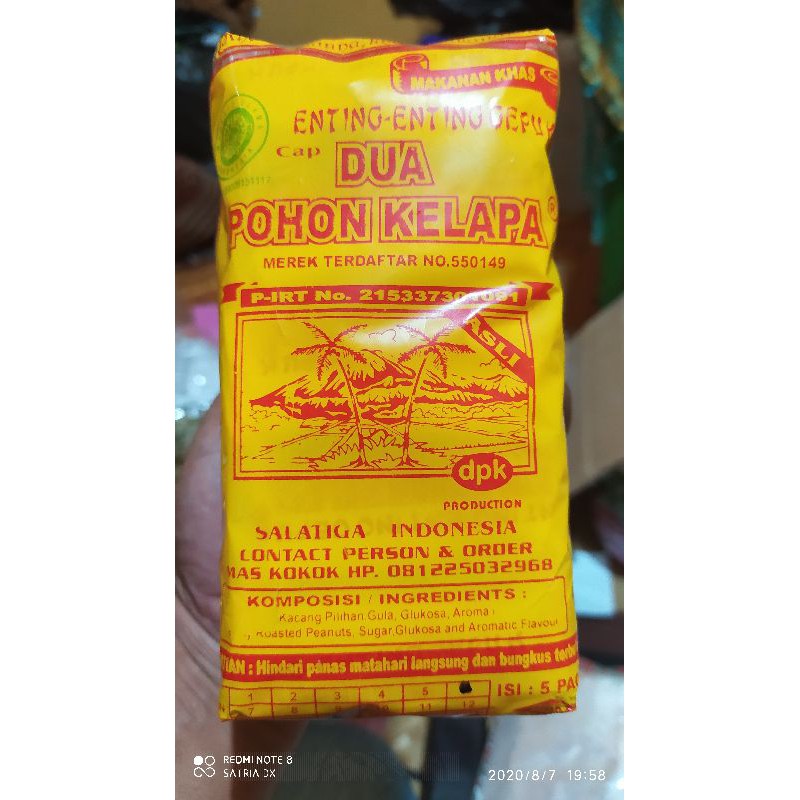 MAKANAN KHAS
ENTING-ENTING GEPUK
Cap DUA
POHON KELAPA ®
MEREK TERDAFTAR NO.550149
P-IRT No.
ASLI
dpk
PRODUCTION
SALATIGA INDONESIA
CONTACT PERSON & ORDER
MAS KOKOK HP. 081225032968
KOMPOSISI / INGREDIENTS :
Kacang Pilihan,Gula, Glukosa, Aroma
Roasted Peanuts, Sugar,Glukosa and Aromatic Flavour
: Hindari panas matahari langsung dan bungkus
1 2 3 4 5
7 8 9 10 11 12
ISI : 5
REDMI NOTE 8
SATRIA DX
2020/8/7 19:58